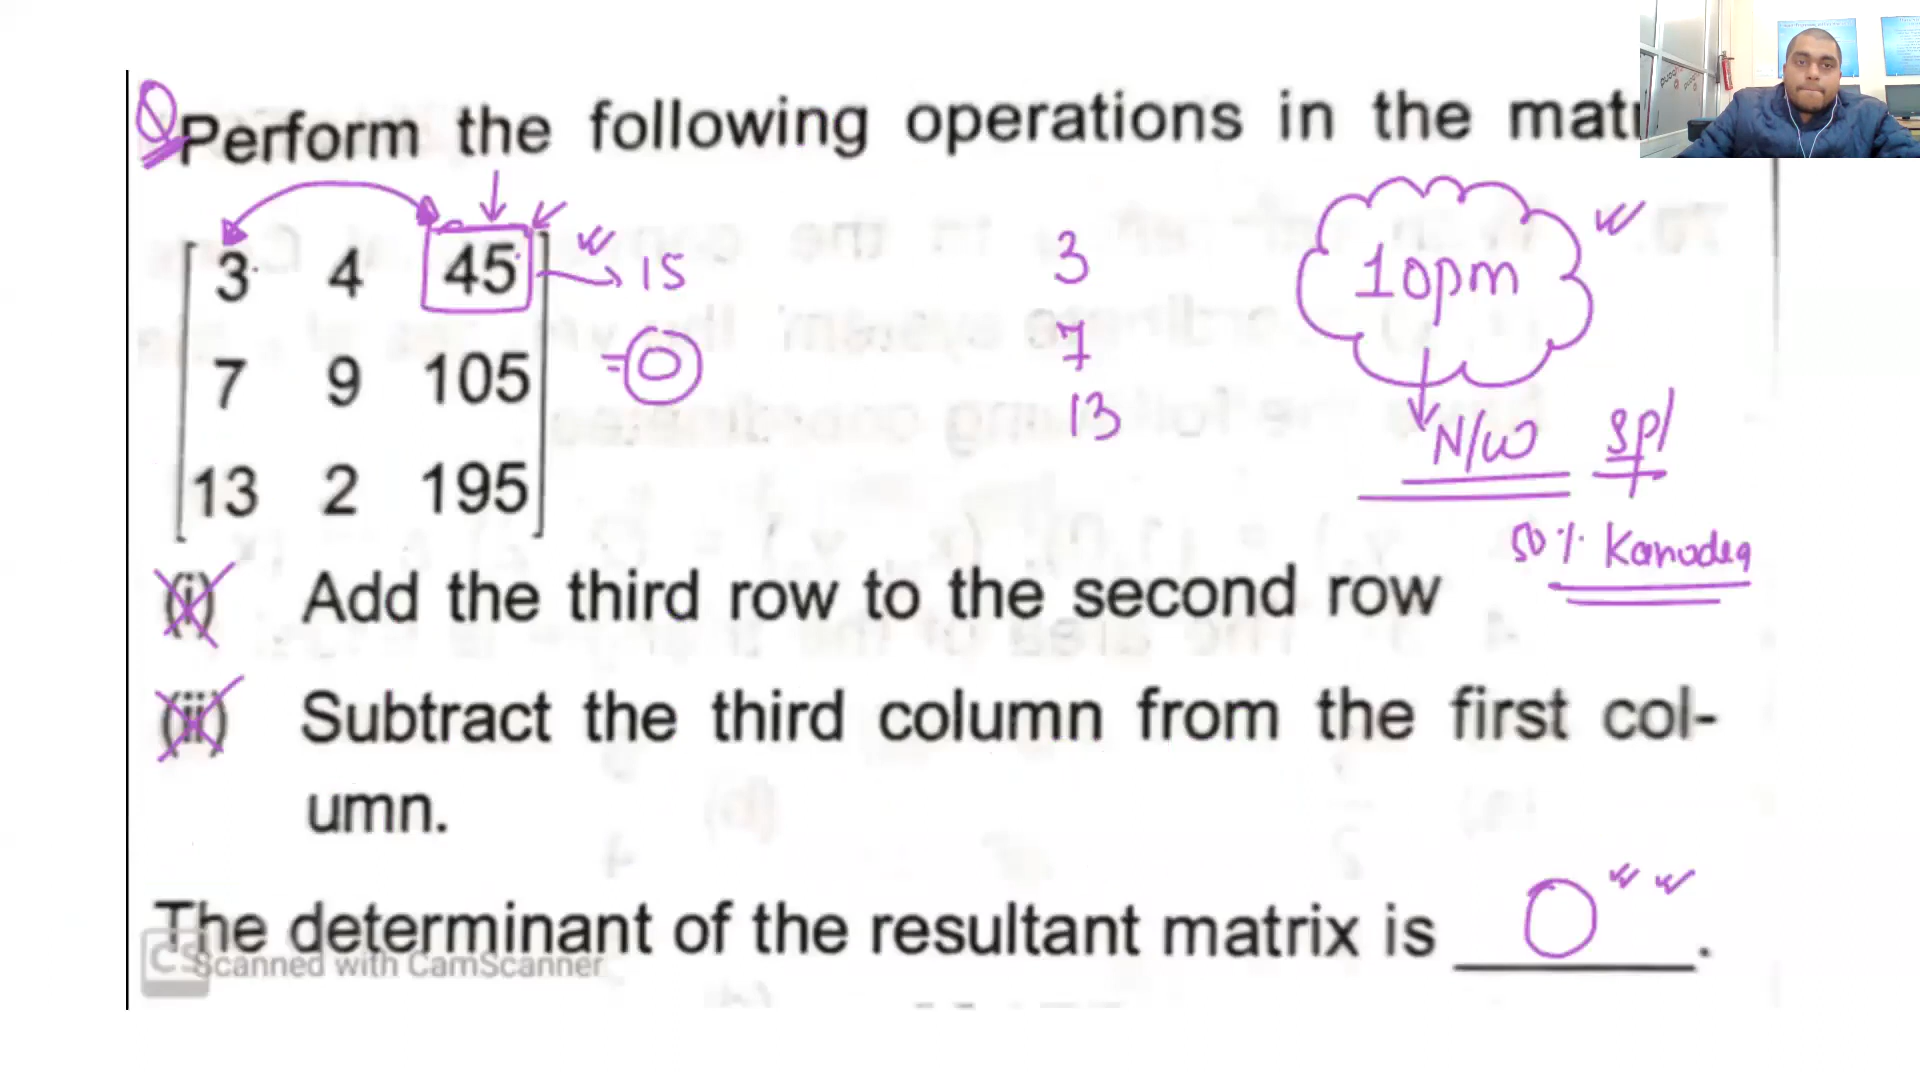 Q Perform the following operations in the mat
3 4 45 → 15
7 9 105 = 0
13 2 195
3
7
13
10pm
N/W spl
50% Kanodia
(i) Add the third row to the second row
(ii) Subtract the third column from the first col-
umn.
The determinant of the resultant matrix is 0.
CS Scanned with CamScanner